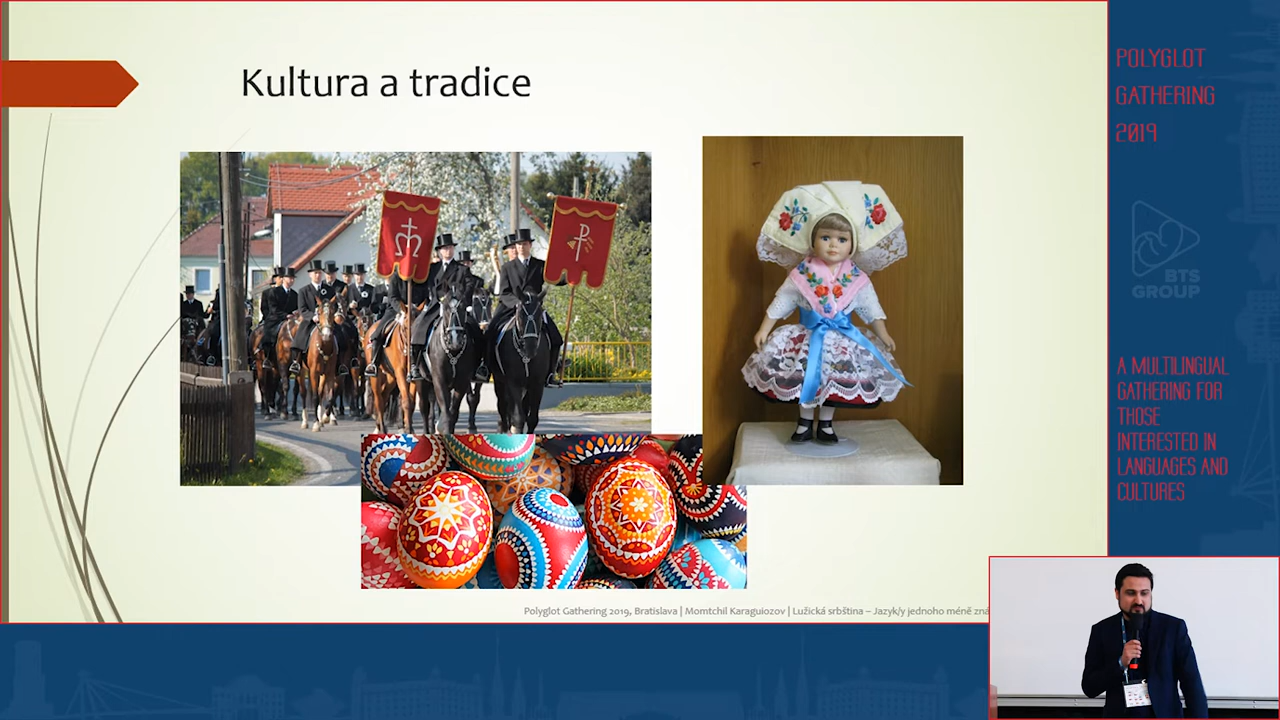 Kultura a tradice
POLYGLOT
GATHERING
2019
BTS
GROUP
A MULTILINGUAL
GATHERING FOR
THOSE
INTERESTED IN
LANGUAGES AND
CULTURES
Polyglot Gathering 2019, Bratislava | Momtchil Karaguiozov | Lužická srbština – Jazyk/y jednoho méně zná